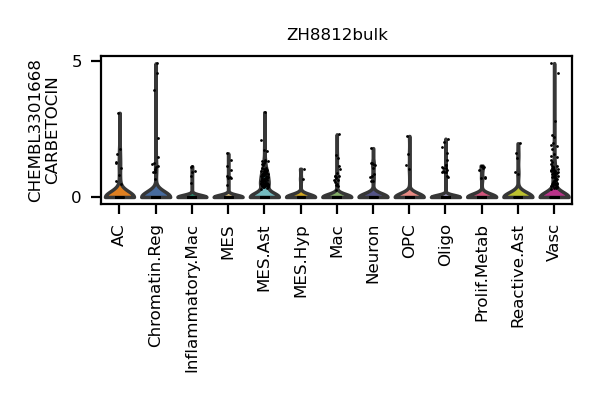 ZH8812bulk
CHEMBL3301668
CARBETOCIN
5
0
AC
Chromatin.Reg
Inflammatory.Mac
MES
MES.Ast
MES.Hyp
Mac
Neuron
OPC
Oligo
Prolif.Metab
Reactive.Ast
Vasc